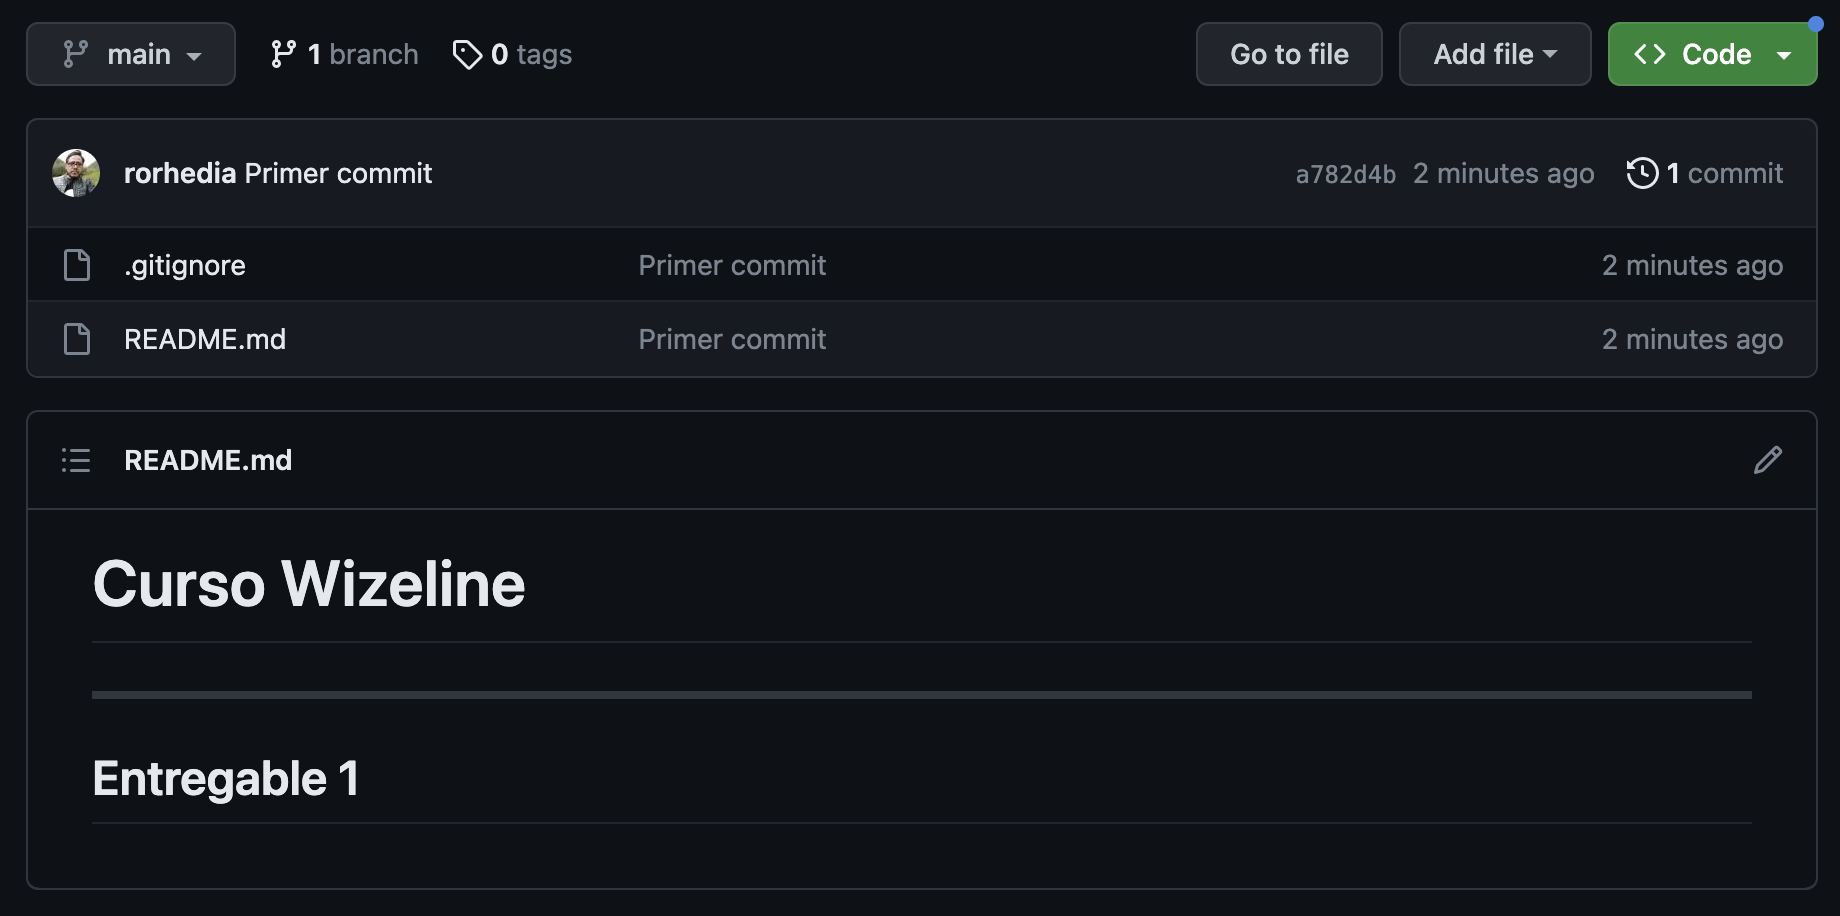 main 1 branch 0 tags Go to file Add file Code
rorhedia Primer commit a782d4b 2 minutes ago 1 commit
.gitignore Primer commit 2 minutes ago
README.md Primer commit 2 minutes ago
README.md
Curso Wizeline
Entregable 1